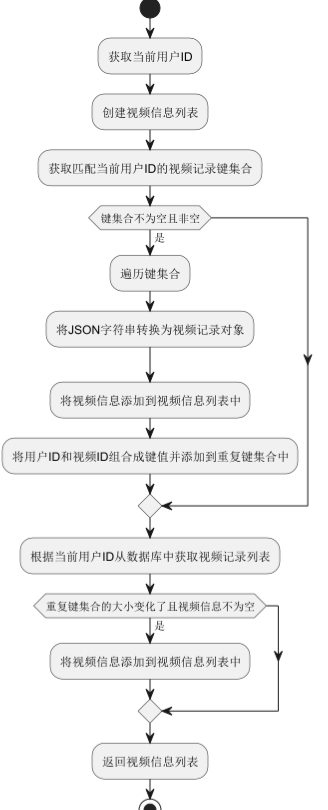 获取当前用户ID
创建视频信息列表
获取匹配当前用户ID的视频记录键集合
键集合不为空且非空
是
遍历键集合
将JSON字符串转换为视频记录对象
将视频信息添加到视频信息列表中
将用户ID和视频ID组合成键值并添加到重复键集合中
根据当前用户ID从数据库中获取视频记录列表
重复键集合的大小变化了且视频信息不为空
是
将视频信息添加到视频信息列表中
返回视频信息列表